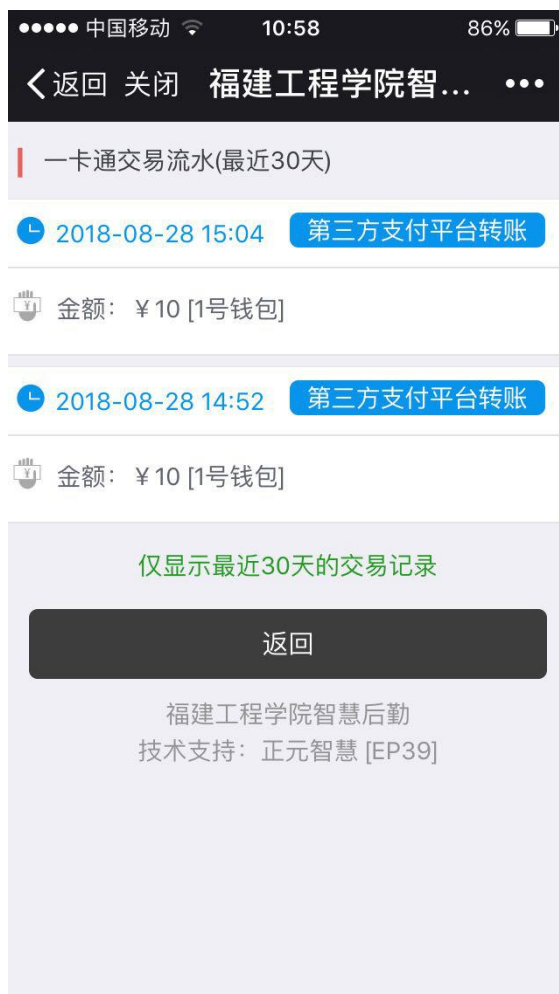 中国移动 10:58 86%
返回 关闭 福建工程学院智...
一卡通交易流水(最近30天)
2018-08-28 15:04 第三方支付平台转账
金额：￥10 [1号钱包]
2018-08-28 14:52 第三方支付平台转账
金额：￥10 [1号钱包]
仅显示最近30天的交易记录
返回
福建工程学院智慧后勤
技术支持：正元智慧 [EP39]